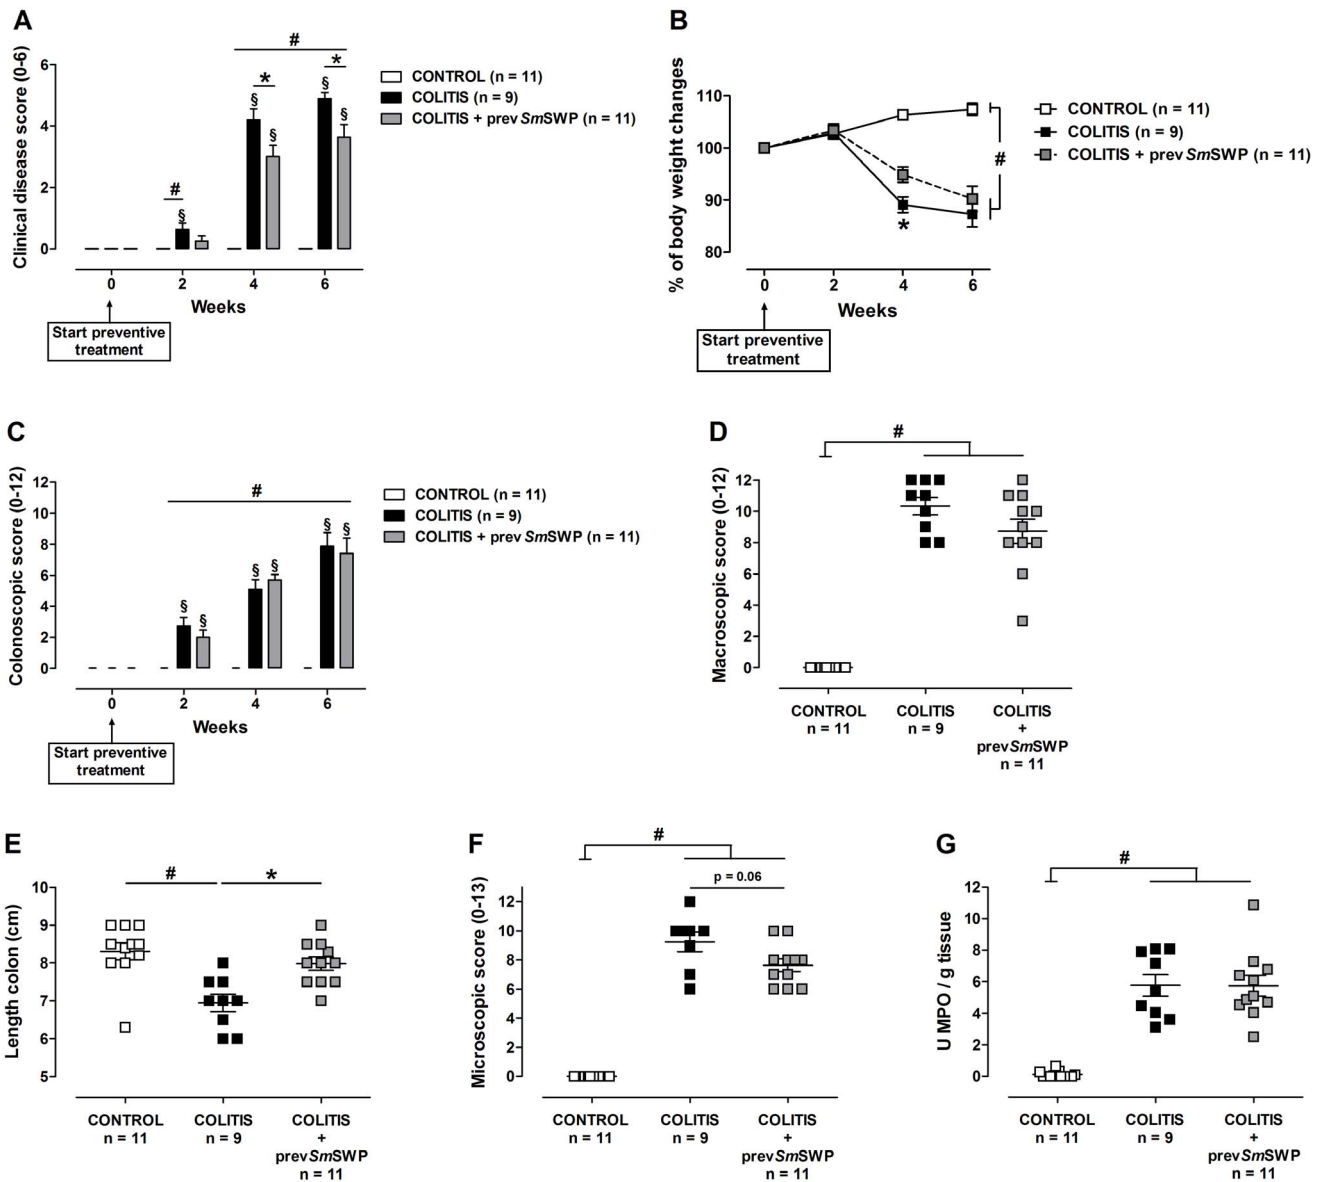 A
Clinical disease score (0-6)
6
4
2
0
#
§
#
§
*
§
§
*
§
0 2 4 6
Weeks
Start preventive
treatment
CONTROL (n = 11)
COLITIS (n = 9)
COLITIS + prev SmSWP (n = 11)
B
% of body weight changes
110
100
90
80
*
#
0 2 4 6
Weeks
Start preventive
treatment
CONTROL (n = 11)
COLITIS (n = 9)
COLITIS + prev SmSWP (n = 11)
C
Colonoscopic score (0-12)
12
10
8
6
4
2
0
#
§ §
§ §
§ §
0 2 4 6
Weeks
Start preventive
treatment
CONTROL (n = 11)
COLITIS (n = 9)
COLITIS + prev SmSWP (n = 11)
D
Macroscopic score (0-12)
12
10
8
6
4
2
0
#
CONTROL
n = 11
COLITIS
n = 9
COLITIS
+
prevSmSWP
n = 11
E
Length colon (cm)
10
9
8
7
6
5
# *
CONTROL
n = 11
COLITIS
n = 9
COLITIS
+
prevSmSWP
n = 11
F
Microscopic score (0-13)
12
10
8
6
4
2
0
#
p = 0.06
CONTROL
n = 11
COLITIS
n = 9
COLITIS
+
prevSmSWP
n = 11
G
U MPO / g tissue
12
10
8
6
4
2
0
#
CONTROL
n = 11
COLITIS
n = 9
COLITIS
+
prevSmSWP
n = 11